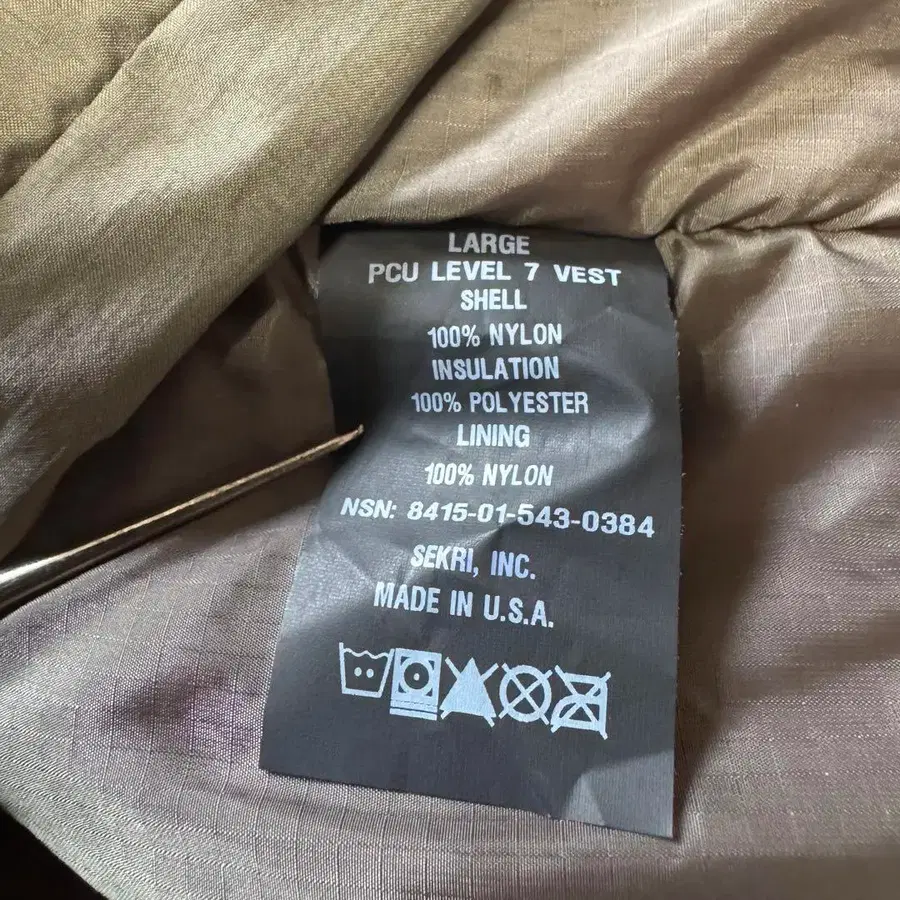 LARGE
PCU LEVEL 7 VEST
SHELL
100% NYLON
INSULATION
100% POLYESTER
LINING
100% NYLON
NSN: 8415-01-543-0384
SEKRI, INC.
MADE IN U.S.A.